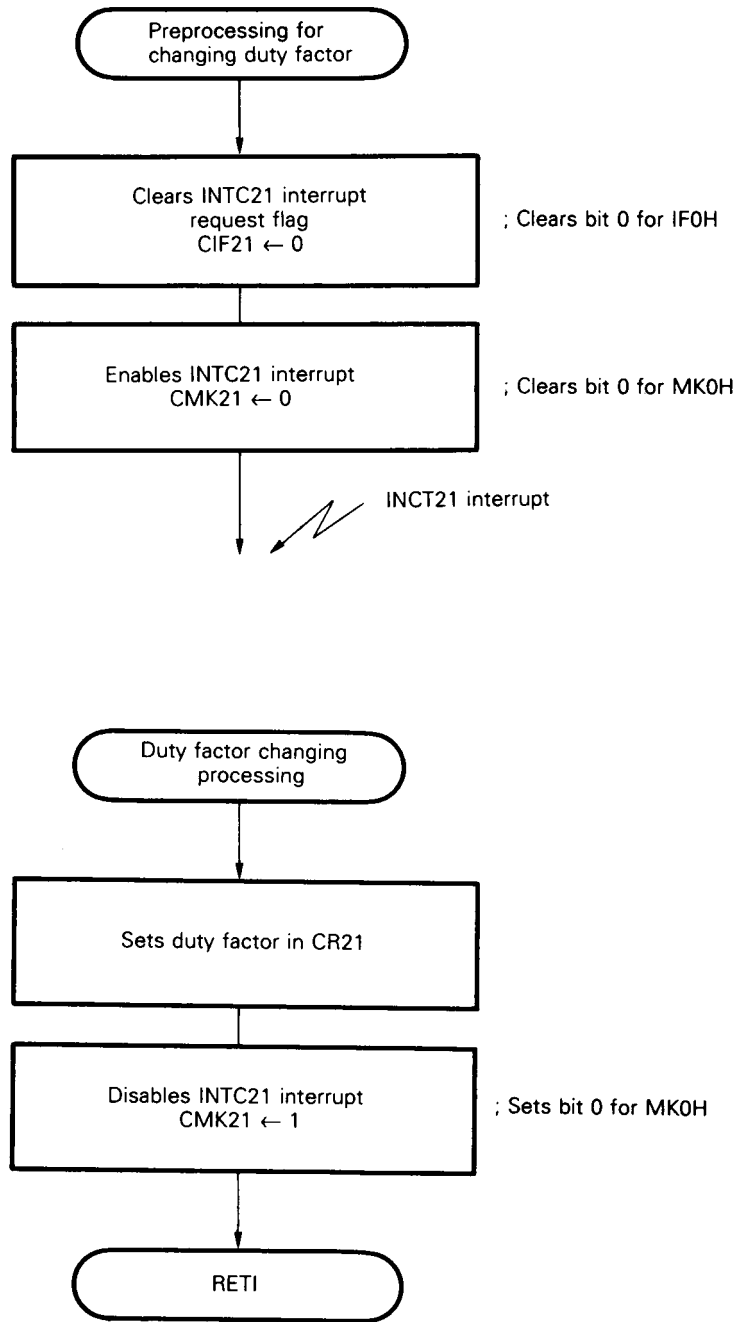 Preprocessing for
changing duty factor
Clears INTC21 interrupt
request flag
CIF21 ← 0
; Clears bit 0 for IF0H
Enables INTC21 interrupt
CMK21 ← 0
; Clears bit 0 for MK0H
INCT21 interrupt
Duty factor changing
processing
Sets duty factor in CR21
Disables INTC21 interrupt
CMK21 ← 1
; Sets bit 0 for MK0H
RETI